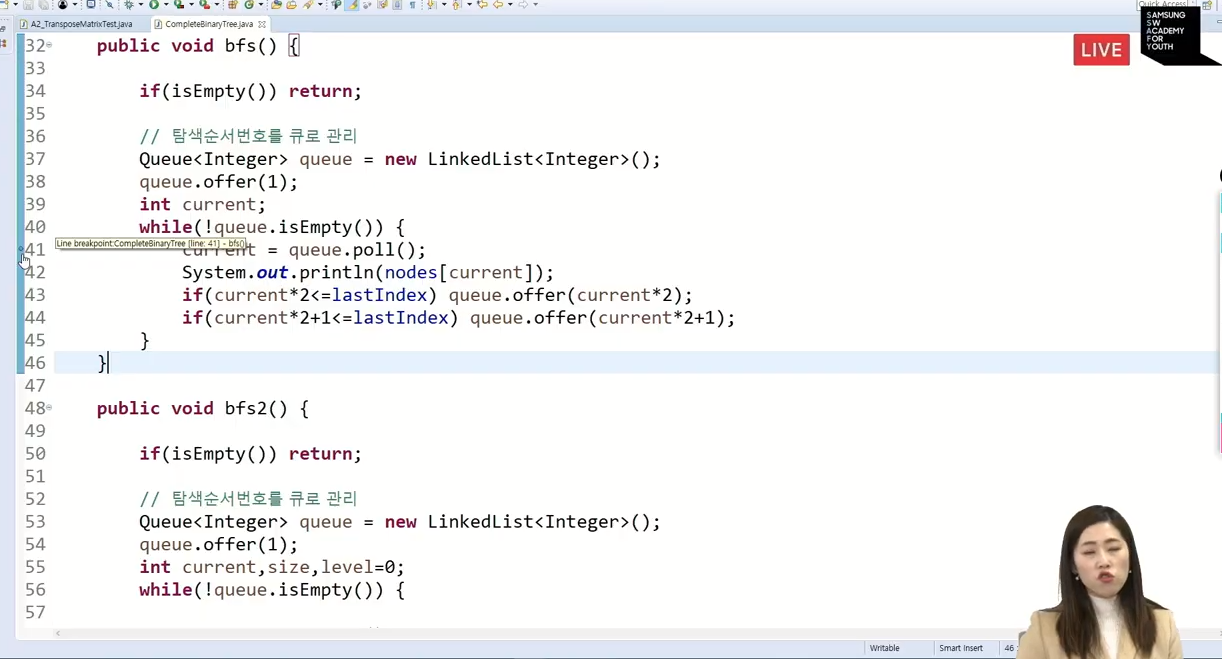 Quick Access
A2_TransposeMatrixTest.java
CompleteBinaryTree.java
SAMSUNG
SW
ACADEMY
FOR
YOUTH
LIVE
32 public void bfs() {
33
34 if(isEmpty()) return;
35
36 // 탐색순서번호를 큐로 관리
37 Queue<Integer> queue = new LinkedList<Integer>();
38 queue.offer(1);
39 int current;
40 while(!queue.isEmpty()) {
Line breakpoint:CompleteBinaryTree [line: 41] - bfs()
41 current = queue.poll();
42 System.out.println(nodes[current]);
43 if(current*2<=lastIndex) queue.offer(current*2);
44 if(current*2+1<=lastIndex) queue.offer(current*2+1);
45 }
46 }
47
48 public void bfs2() {
49
50 if(isEmpty()) return;
51
52 // 탐색순서번호를 큐로 관리
53 Queue<Integer> queue = new LinkedList<Integer>();
54 queue.offer(1);
55 int current,size,level=0;
56 while(!queue.isEmpty()) {
57
Writable
Smart Insert
46 :